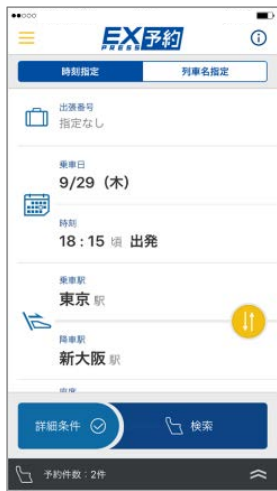 EX予約
PRESS
時刻指定 列車名指定
出張番号
指定なし
乗車日
9/29（木）
時刻
18:15 頃 出発
乗車駅
東京 駅
降車駅
新大阪 駅
詳細条件 検索
予約件数：2件